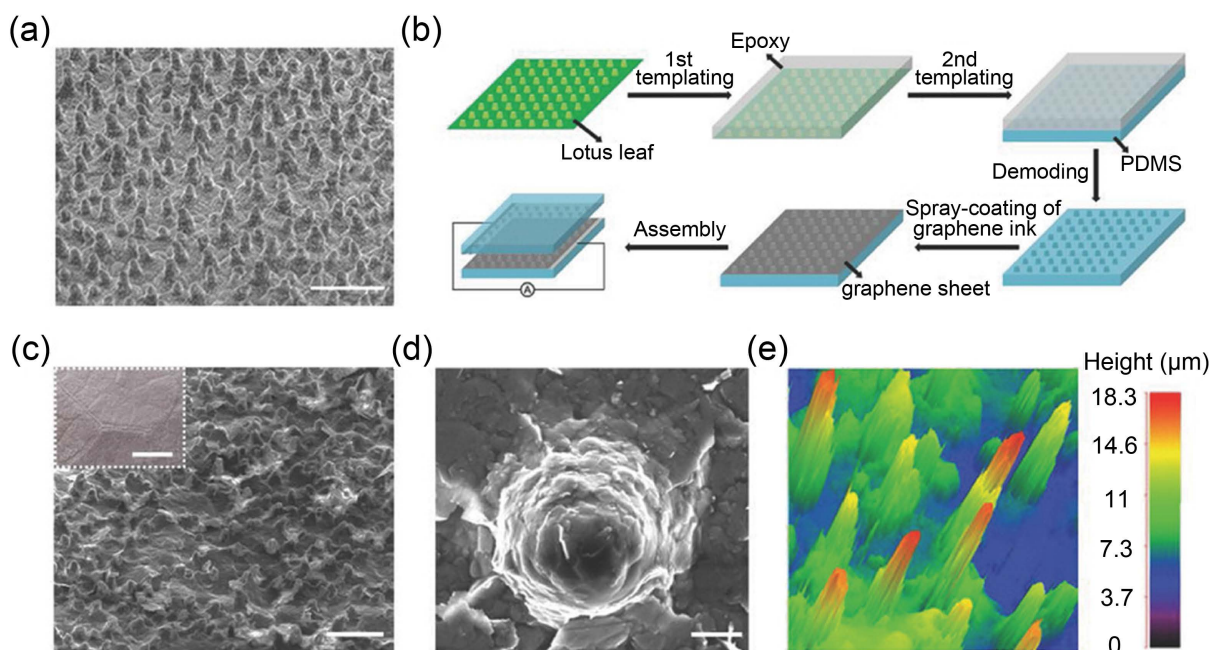 (a)
(b)
Epoxy
1st
templating
2nd
templating
Lotus leaf
PDMS
Demoding
Spray-coating of
graphene ink
Assembly
graphene sheet
A
(c)
(d)
(e)
Height (μm)
18.3
14.6
11
7.3
3.7
0